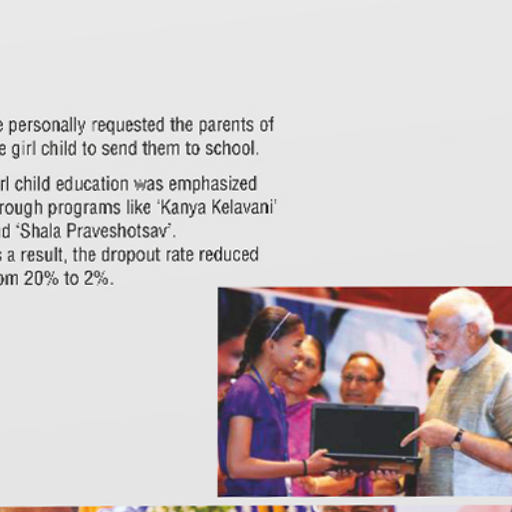 e personally requested the parents of
e girl child to send them to school.
rl child education was emphasized
rough programs like ‘Kanya Kelavani’
d ‘Shala Praveshotsav’.
s a result, the dropout rate reduced
om 20% to 2%.